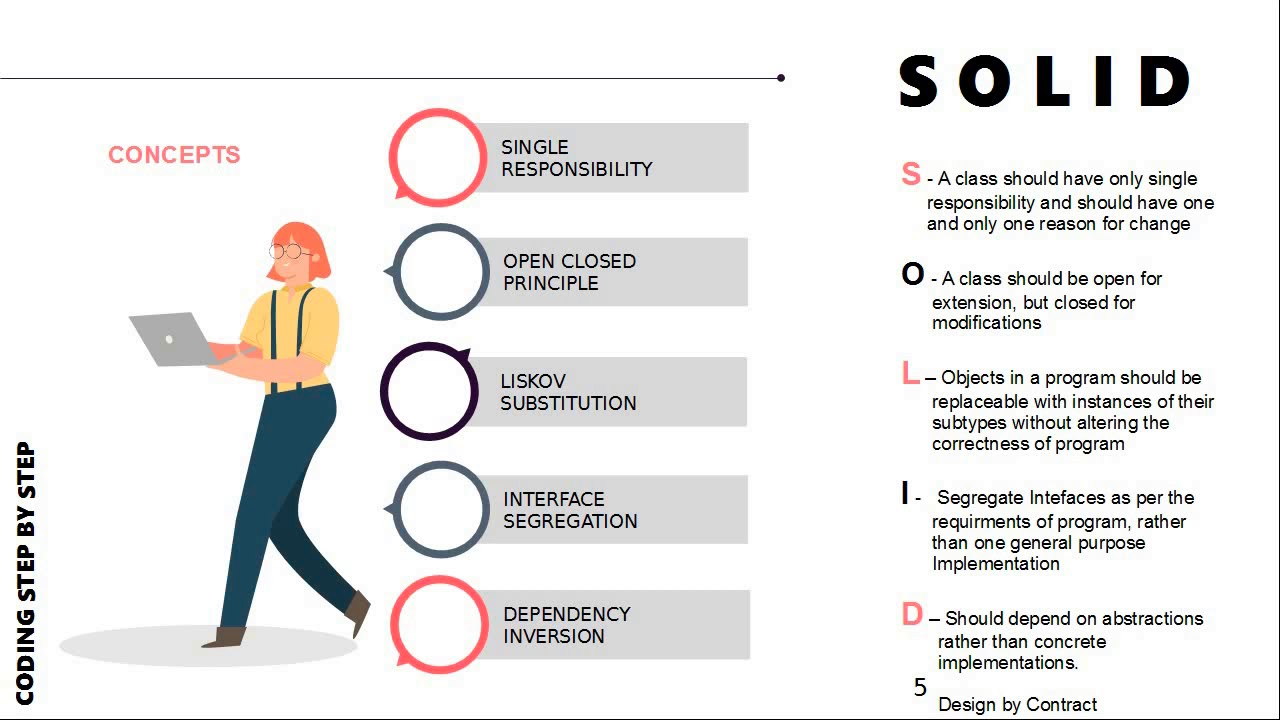 SOLID
CONCEPTS
SINGLE
RESPONSIBILITY
OPEN CLOSED
PRINCIPLE
LISKOV
SUBSTITUTION
INTERFACE
SEGREGATION
DEPENDENCY
INVERSION
S - A class should have only single
responsibility and should have one
and only one reason for change
O - A class should be open for
extension, but closed for
modifications
L – Objects in a program should be
replaceable with instances of their
subtypes without altering the
correctness of program
I - Segregate Intefaces as per the
requirments of program, rather
than one general purpose
Implementation
D – Should depend on abstractions
rather than concrete
implementations.
5
Design by Contract
CODING STEP BY STEP